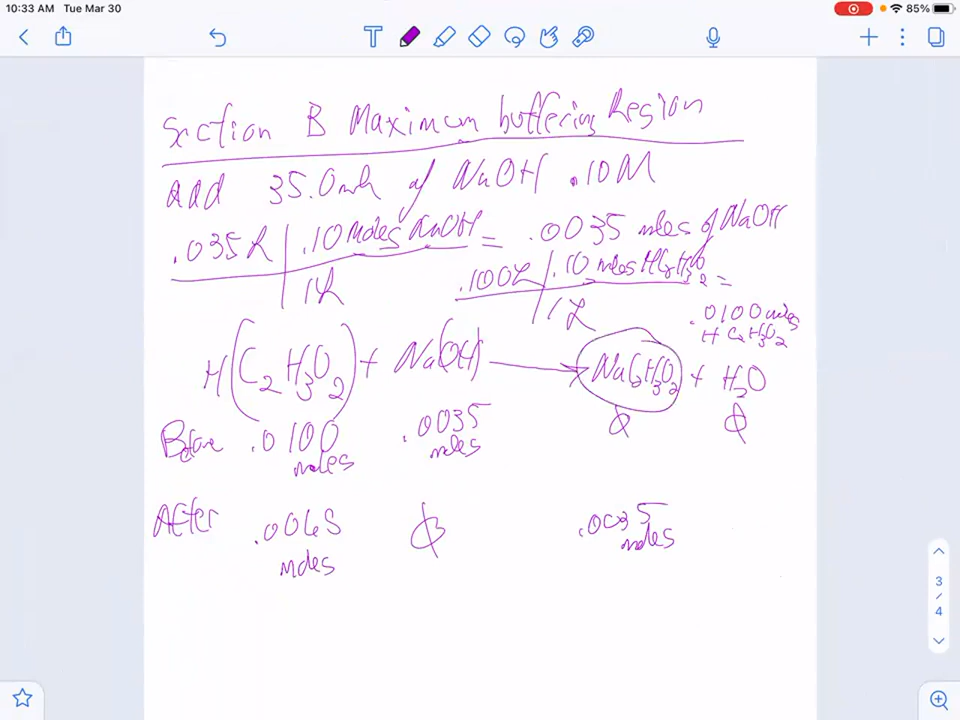 10:33 AM Tue Mar 30 85%
Section B Maximum buffering Region
Add 35.0mL of NaOH .10M
.035L | .10 moles NaOH = .0035 moles of NaOH
1L
.100L | .10 moles HC2H3O2 =
1L
.0100 moles
HC2H3O2
H(C2H3O2) + Na(OH) → NaC2H3O2 + H2O
Before .0100 moles .0035 moles ϕ ϕ
After .0065 moles ϕ .0035 moles
3
/
4